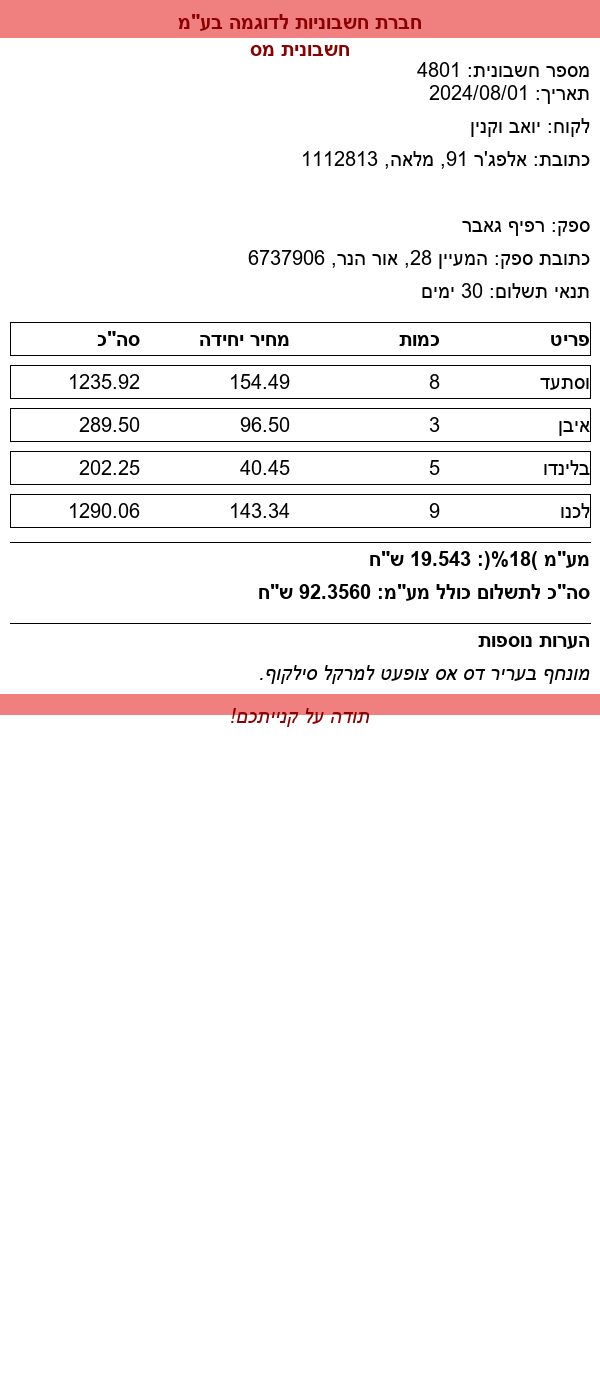 חברת חשבוניות לדוגמה בע"מ
חשבונית מס
מספר חשבונית: 4801
תאריך: 2024/08/01
לקוח: יואב וקנין
כתובת: אלפג'ר 91, מלאה, 1112813
ספק: רפיף גאבר
כתובת ספק: המעיין 28, אור הנר, 6737906
תנאי תשלום: 30 ימים
פריט כמות מחיר יחידה סה"כ
וסתעד 8 154.49 1235.92
איבן 3 96.50 289.50
בלינדו 5 40.45 202.25
לכנו 9 143.34 1290.06
מע"מ )18%(: 19.543 ש"ח
סה"כ לתשלום כולל מע"מ: 92.3560 ש"ח
הערות נוספות
מונחף בעריר דס אס צופעט למרקל סילקוף.
תודה על קנייתכם!